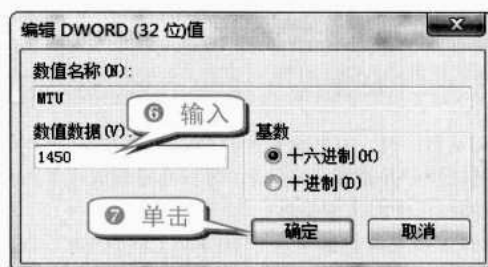 编辑 DWORD (32 位)值
数值名称(N):
MTU
❻ 输入
数值数据(V):
基数
1450
十六进制(H)
十进制(D)
❼ 单击
确定
取消